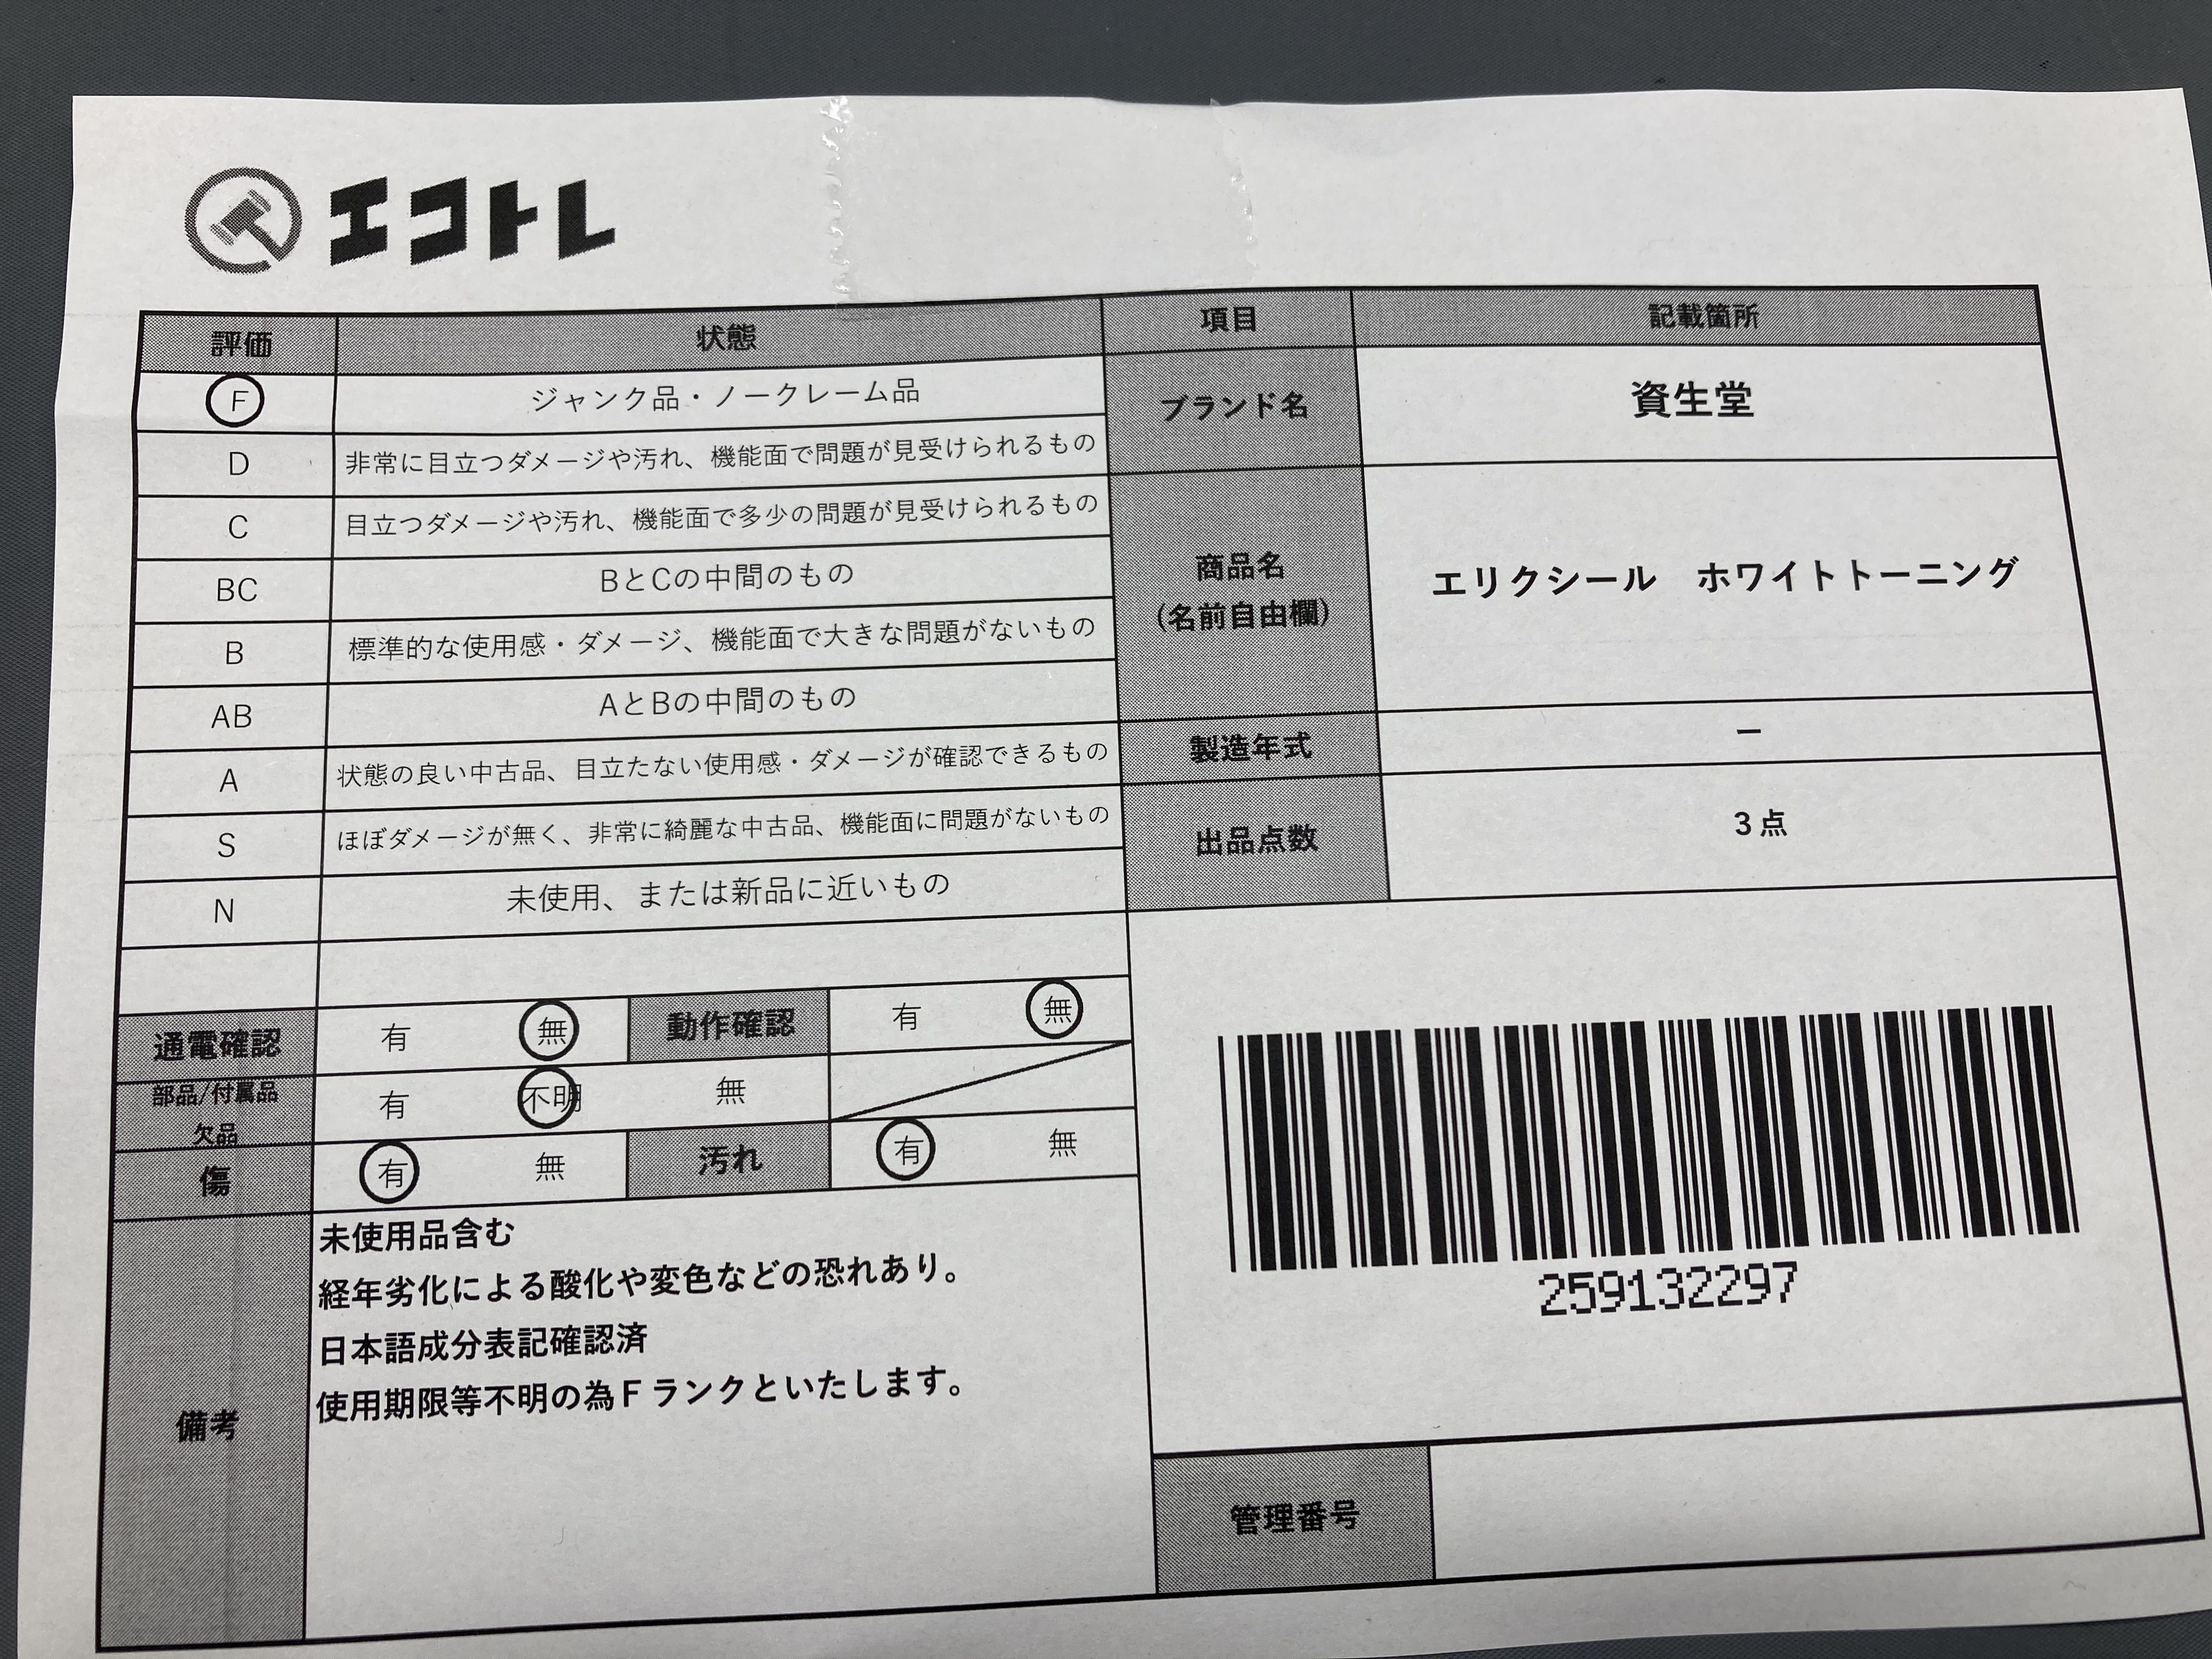 エコトレ
評価 状態 項目 記載箇所
F ジャンク品・ノークレーム品
D 非常に目立つダメージや汚れ、機能面で問題が見受けられるもの
C 目立つダメージや汚れ、機能面で多少の問題が見受けられるもの
BC BとCの中間のもの
B 標準的な使用感・ダメージ、機能面で大きな問題がないもの
AB AとBの中間のもの
A 状態の良い中古品、目立たない使用感・ダメージが確認できるもの
S ほぼダメージが無く、非常に綺麗な中古品、機能面に問題がないもの
N 未使用、または新品に近いもの
ブランド名 資生堂
商品名
(名前自由欄)
エリクシール ホワイトトーニング
製造年式 ー
出品点数 3点
通電確認 有 無 動作確認 有 無
部品/付属品
欠品
有 不明 無
傷 有 無 汚れ 有 無
備考
未使用品含む
経年劣化による酸化や変色などの恐れあり。
日本語成分表記確認済
使用期限等不明の為Fランクといたします。
259132297
管理番号